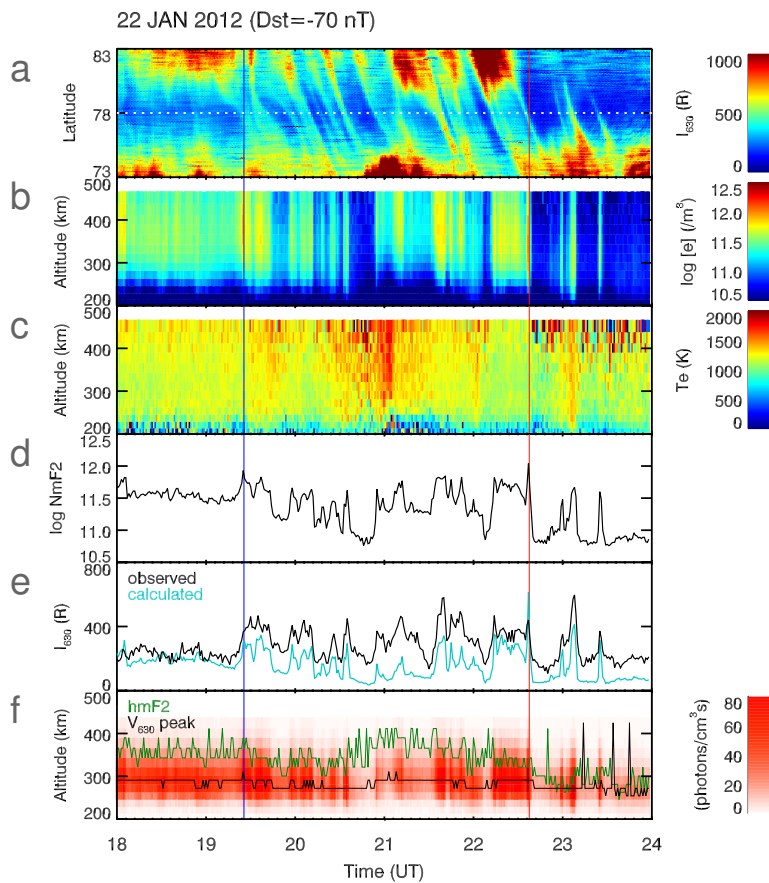 22 JAN 2012 (Dst=-70 nT)
a
83
78
73
Latitude
1000
500
0
I₆₃₀ (R)
b
500
400
300
200
Altitude (km)
12.5
12.0
11.5
11.0
10.5
log [e] (/m³)
c
500
400
300
200
Altitude (km)
2000
1500
1000
500
0
Te (K)
d
12.5
12.0
11.5
11.0
10.5
log NmF2
e
800
400
0
I₆₃₀ (R)
observed
calculated
f
500
400
300
200
Altitude (km)
hmF2
V₆₃₀ peak
80
60
40
20
0
(photons/cm³s)
18 19 20 21 22 23 24
Time (UT)